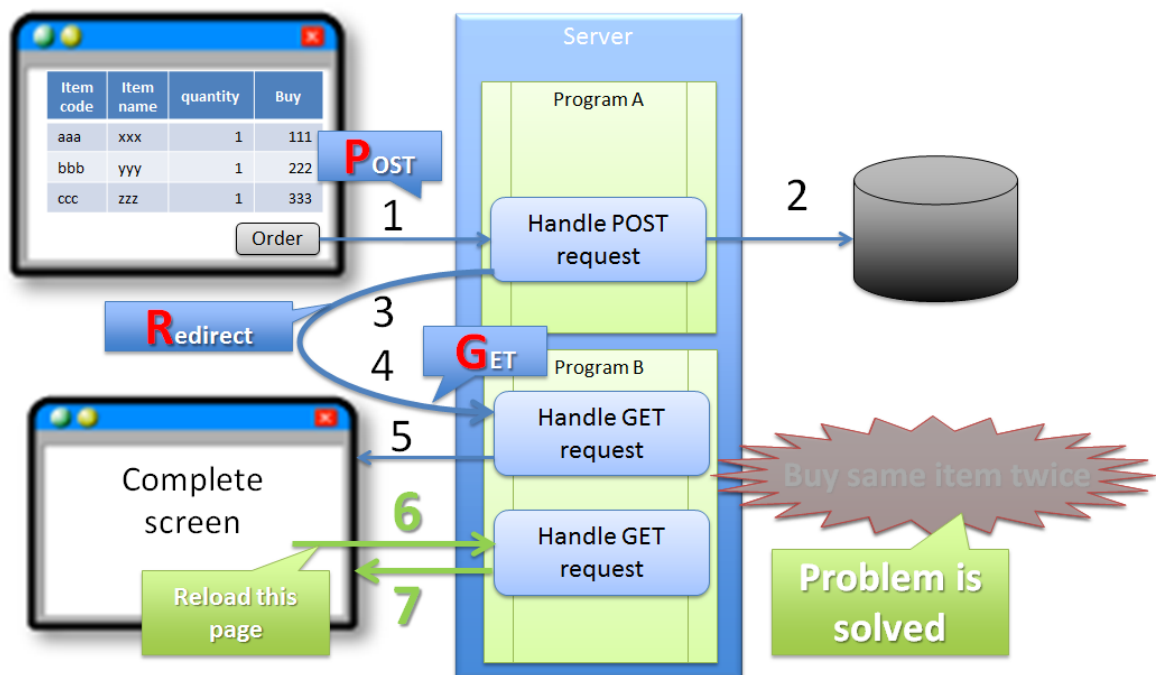 Server
Item code Item name quantity Buy
aaa xxx 1 111
bbb yyy 1 222
ccc zzz 1 333
Order
POST
1
Program A
Handle POST
request
2
Redirect
3
4
GET
Program B
Handle GET
request
5
Complete
screen
6
Handle GET
request
7
Reload this
page
Buy same item twice
Problem is
solved